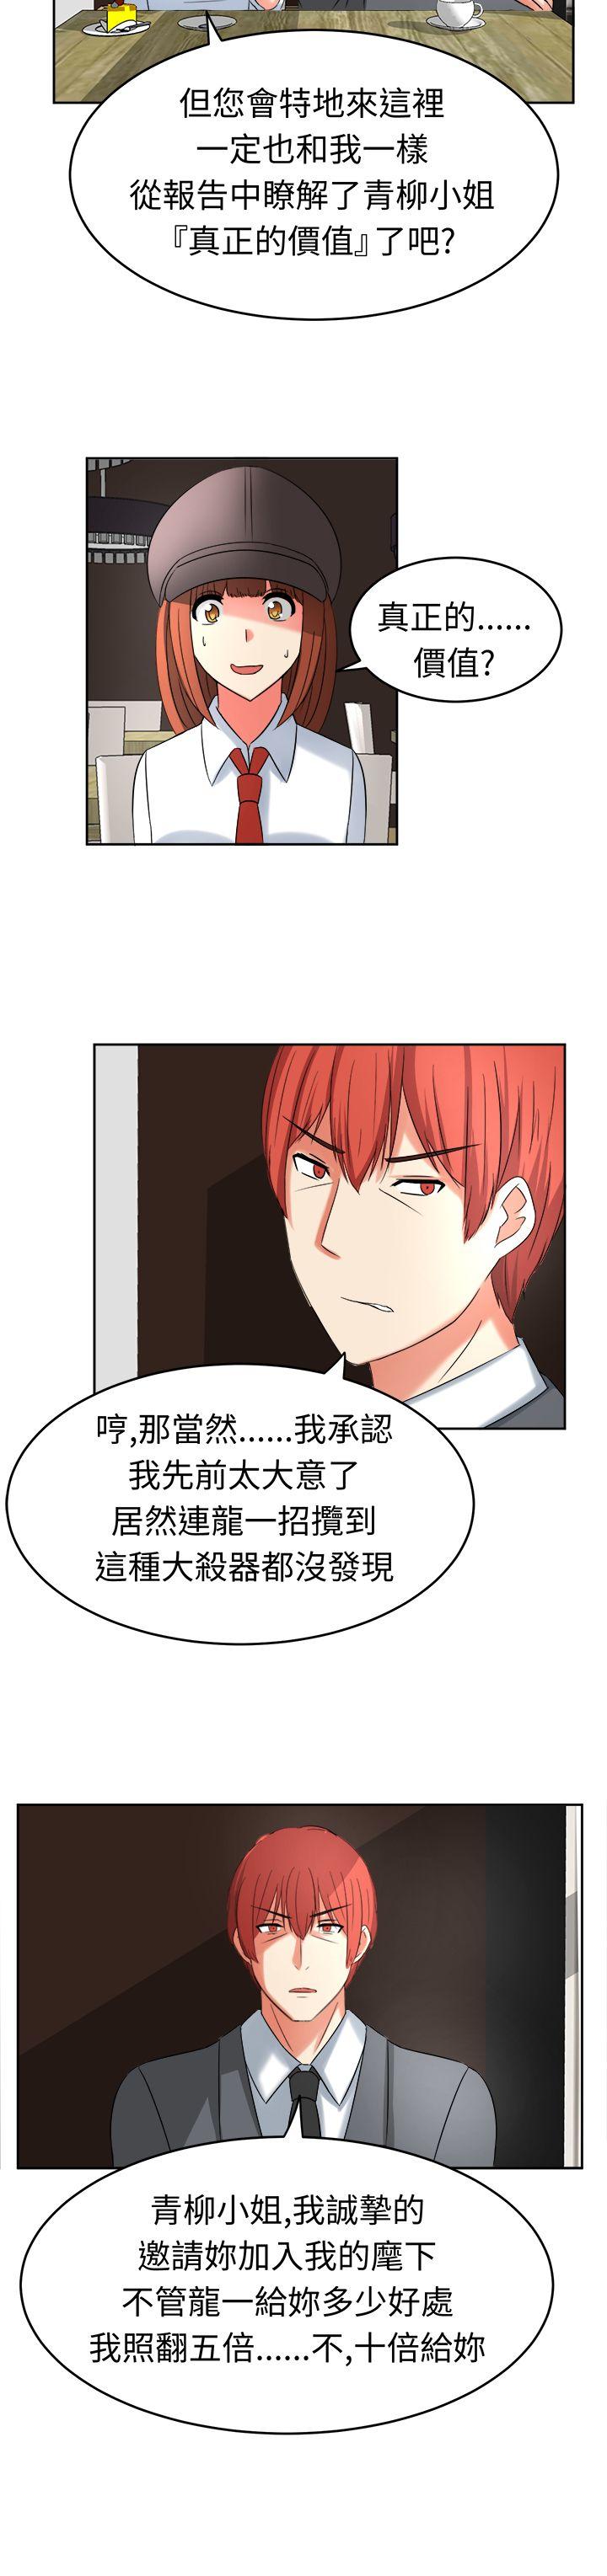 但您會特地來這裡
一定也和我一樣
從報告中瞭解了青柳小姐
『真正的價值』了吧?
真正的......
價值?
哼,那當然......我承認
我先前太大意了
居然連龍一招攬到
這種大殺器都沒發現
青柳小姐,我誠摯的
邀請妳加入我的麾下
不管龍一給妳多少好處
我照翻五倍......不,十倍給妳